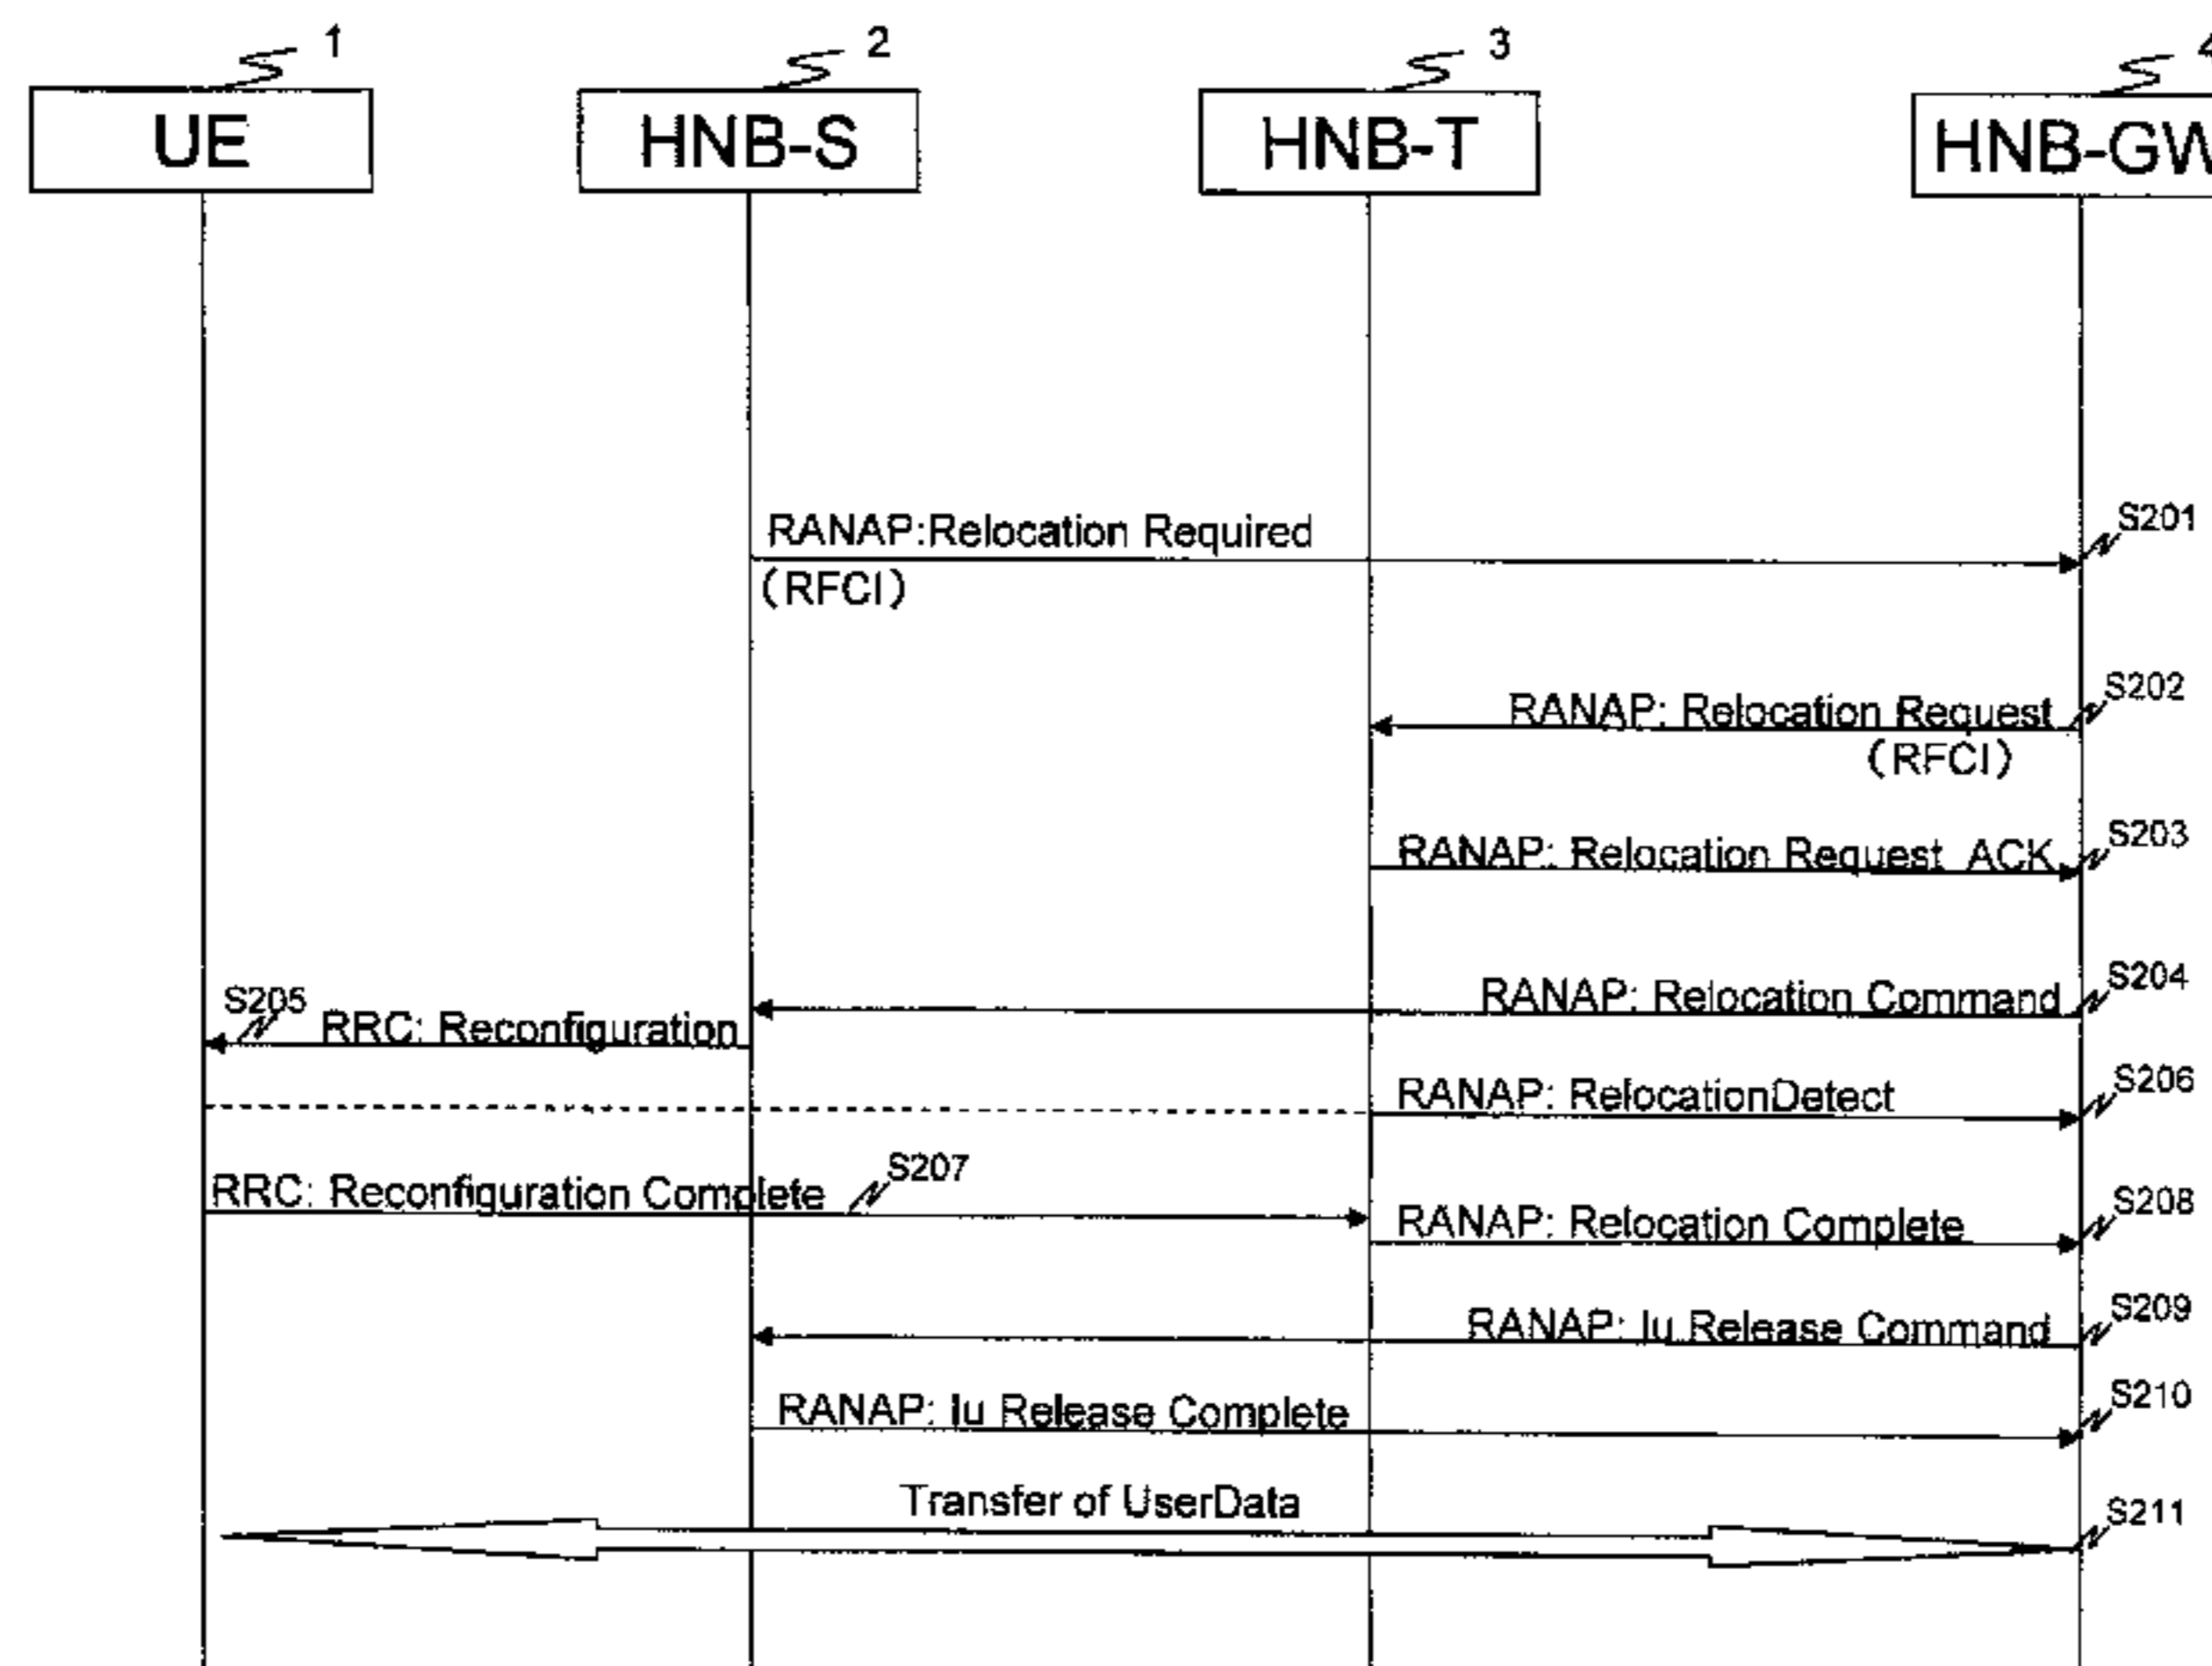 1
2
3
4
UE
HNB-S
HNB-T
HNB-GW
RANAP:Relocation Required
S201
(RFCI)
RANAP: Relocation Request
S202
(RFCI)
RANAP: Relocation Request ACK
S203
RANAP: Relocation Command
S204
S205
RRC: Reconfiguration
RANAP: RelocationDetect
S206
RRC: Reconfiguration Complete
S207
RANAP: Relocation Complete
S208
RANAP: Iu Release Command
S209
RANAP: Iu Release Complete
S210
Transfer of UserData
S211